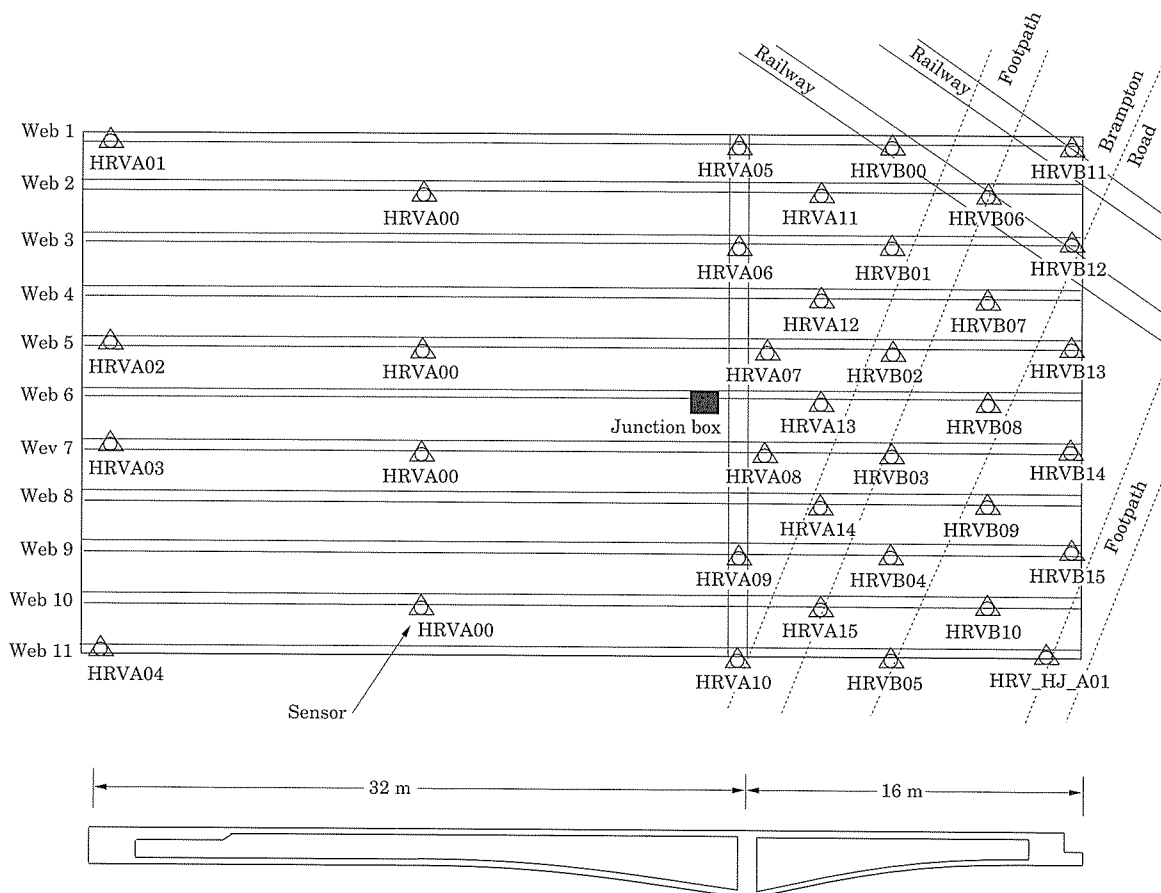 Railway
Railway
Footpath
Brampton
Road
Web 1
HRVA01
HRVA05
HRVB00
HRVB11
Web 2
HRVA00
HRVA11
HRVB06
Web 3
HRVA06
HRVB01
HRVB12
Web 4
HRVA12
HRVB07
Web 5
HRVA02
HRVA00
HRVA07
HRVB02
HRVB13
Web 6
Junction box
HRVA13
HRVB08
Wev 7
HRVA03
HRVA00
HRVA08
HRVB03
HRVB14
Web 8
HRVA14
HRVB09
Footpath
Web 9
HRVA09
HRVB04
HRVB15
Web 10
HRVA00
HRVA15
HRVB10
Web 11
HRVA04
HRVA10
HRVB05
HRV_HJ_A01
Sensor
32 m
16 m